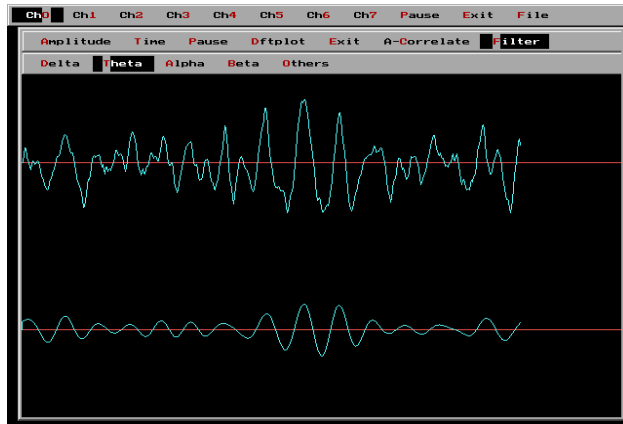 Ch0 Ch1 Ch2 Ch3 Ch4 Ch5 Ch6 Ch7 Pause Exit File
Amplitude Time Pause Dftplot Exit A-Correlate Filter
Delta Theta Alpha Beta Others